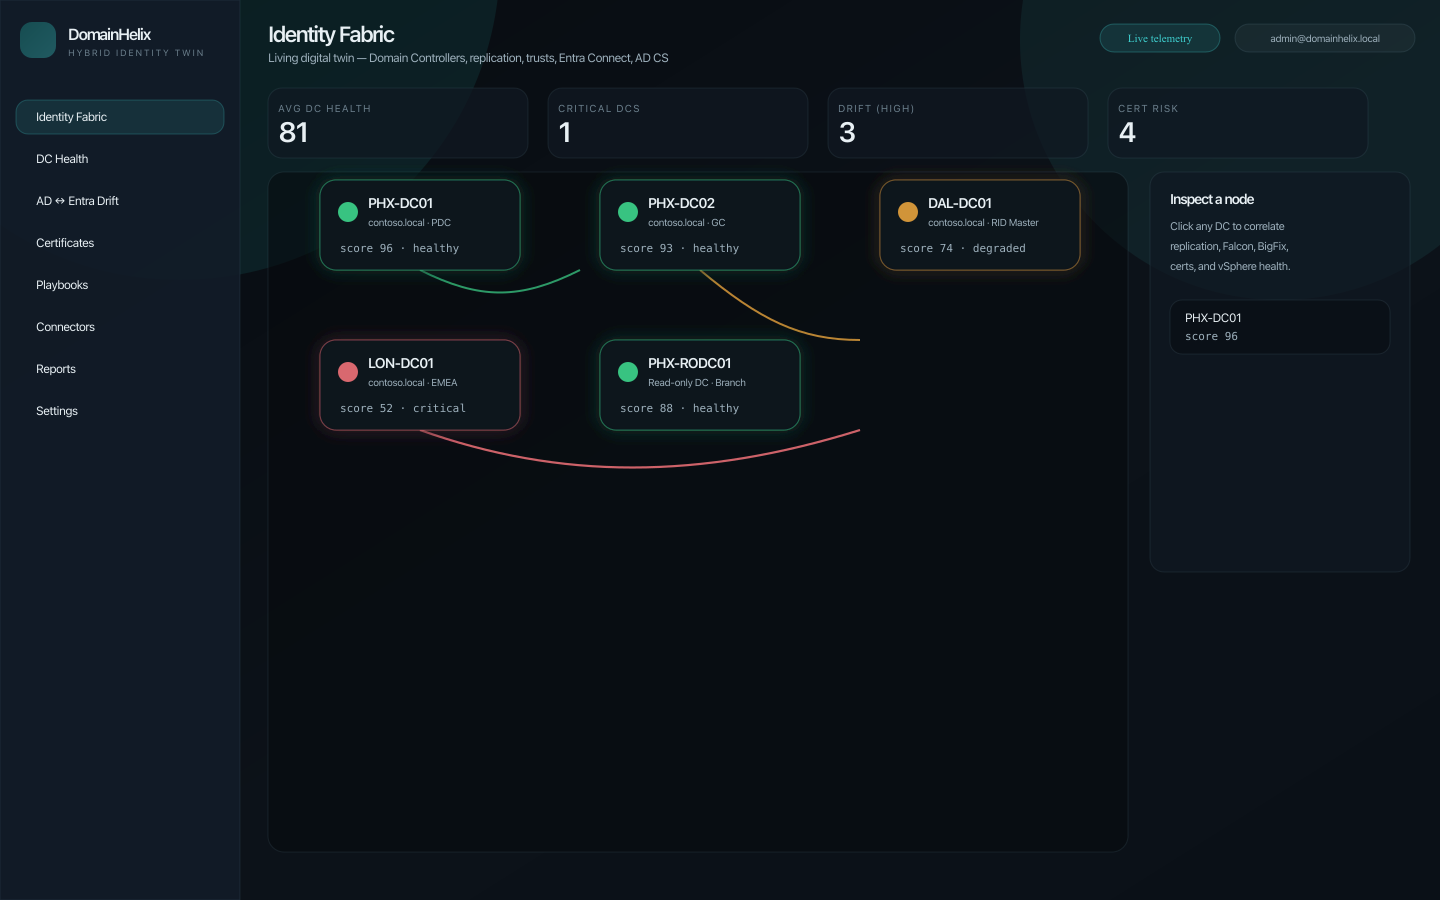 DomainHelix
HYBRID IDENTITY TWIN
Identity Fabric
DC Health
AD ↔ Entra Drift
Certificates
Playbooks
Connectors
Reports
Settings
Identity Fabric
Living digital twin — Domain Controllers, replication, trusts, Entra Connect, AD CS
Live telemetry
admin@domainhelix.local
AVG DC HEALTH
81
CRITICAL DCS
1
DRIFT (HIGH)
3
CERT RISK
4
PHX-DC01
contoso.local · PDC
score 96 · healthy
PHX-DC02
contoso.local · GC
score 93 · healthy
DAL-DC01
contoso.local · RID Master
score 74 · degraded
LON-DC01
contoso.local · EMEA
score 52 · critical
PHX-RODC01
Read-only DC · Branch
score 88 · healthy
Inspect a node
Click any DC to correlate
replication, Falcon, BigFix,
certs, and vSphere health.
PHX-DC01
score 96